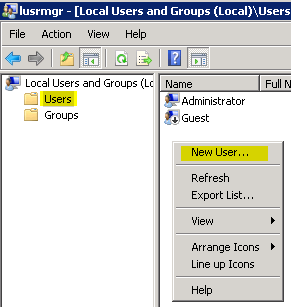 lusrmgr - [Local Users and Groups (Local)\Users
File Action View Help
Local Users and Groups (Lc
Users
Groups
Name Full N
Administrator
Guest
New User...
Refresh
Export List...
View
Arrange Icons
Line up Icons
Help